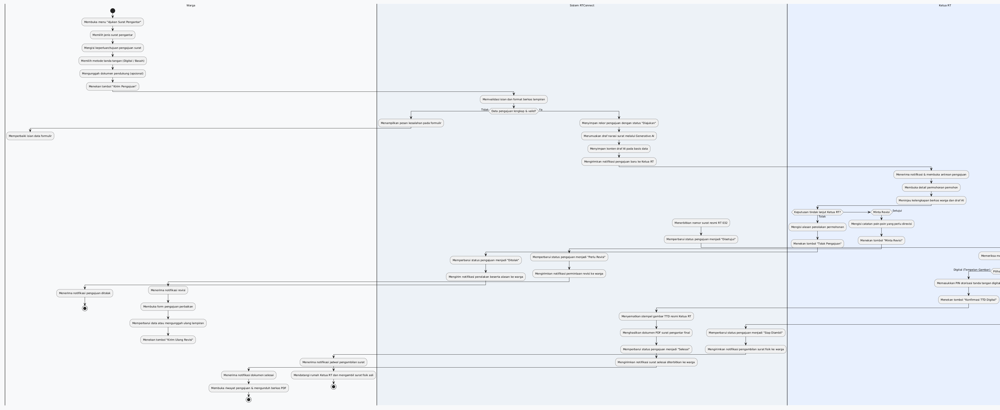 Warga
Sistem RTConnect
Ketua RT
Membuka menu "Ajukan Surat Pengantar"
Memilih jenis surat pengantar
Mengisi keperluan/tujuan pengajuan surat
Memilih metode tanda tangan (Digital / Basah)
Mengunggah dokumen pendukung (opsional)
Menekan tombol "Kirim Pengajuan"
Memvalidasi isian dan format berkas lampiran
Tidak
Data pengajuan lengkap & valid?
Ya
Menampilkan pesan kesalahan pada formulir
Menyimpan rekor pengajuan dengan status "Diajukan"
Memperbaiki isian data formulir
Merumuskan draf narasi surat melalui Generative AI
Menyimpan konten draf AI pada basis data
Mengirimkan notifikasi pengajuan baru ke Ketua RT
Menerima notifikasi & membuka antrean pengajuan
Membuka detail permohonan pemohon
Meninjau kelengkapan berkas warga dan draf AI
Keputusan tindak lanjut Ketua RT?
Minta Revisi
Setujui
Tolak
Menerbitkan nomor surat resmi RT 032
Mengisi alasan penolakan permohonan
Mengisi catatan poin-poin yang perlu direvisi
Memperbarui status pengajuan menjadi "Disetujui"
Menekan tombol "Tolak Pengajuan"
Menekan tombol "Minta Revisi"
Memperbarui status pengajuan menjadi "Ditolak"
Memperbarui status pengajuan menjadi "Perlu Revisi"
Memeriksa me
Digital (Tempelan Gambar)
Piliha
Mengirim notifikasi penolakan beserta alasan ke warga
Mengirimkan notifikasi permintaan revisi ke warga
Memasukkan PIN otorisasi tanda tangan digital
Menerima notifikasi pengajuan ditolak
Menerima notifikasi revisi
Menekan tombol "Konfirmasi TTD Digital"
Membuka form pengajuan perbaikan
Menyematkan stempel gambar TTD resmi Ketua RT
Memperbarui data atau mengunggah ulang lampiran
Menghasilkan dokumen PDF surat pengantar final
Memperbarui status pengajuan menjadi "Siap Diambil"
Menekan tombol "Kirim Ulang Revisi"
Memperbarui status pengajuan menjadi "Selesai"
Mengirimkan notifikasi pengambilan surat fisik ke warga
Menerima notifikasi jadwal pengambilan surat
Mengirimkan notifikasi surat selesai diterbitkan ke warga
Menerima notifikasi dokumen selesai
Mendatangi rumah Ketua RT dan mengambil surat fisik asli
Membuka riwayat pengajuan & mengunduh berkas PDF